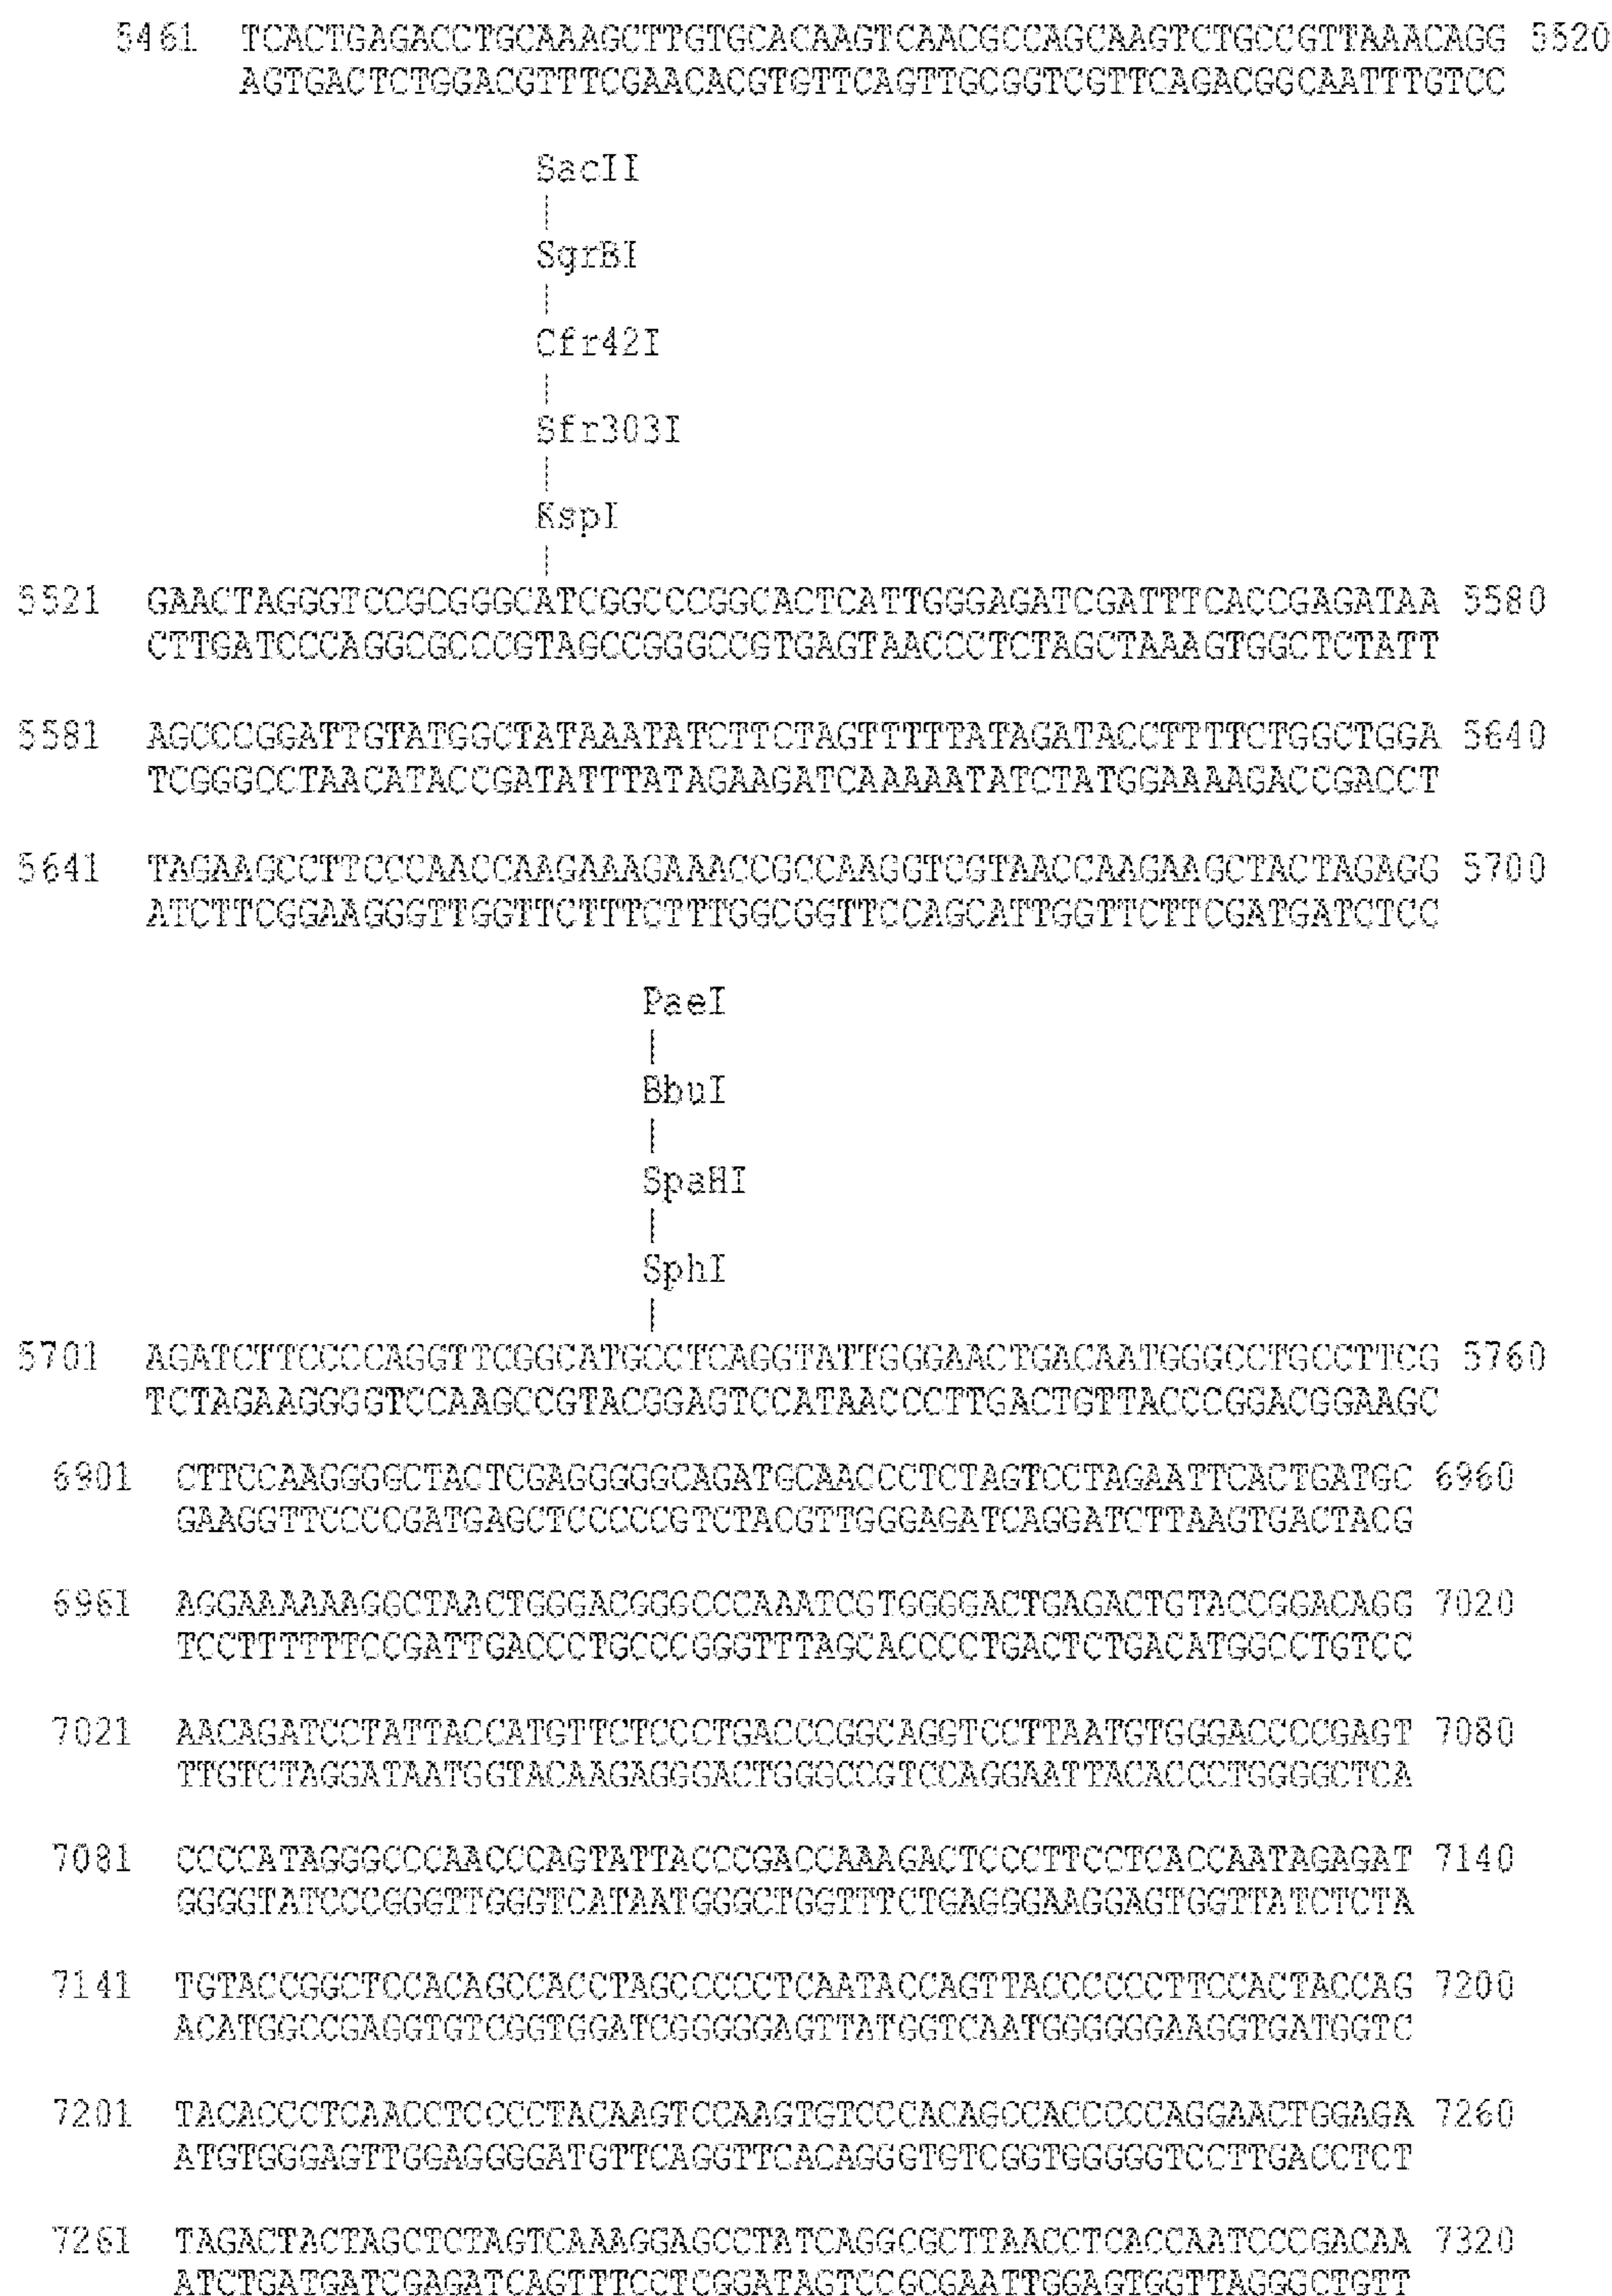 5461 TCACTGAGACCTGCAAAGCTTGTGCACAAGTCAACGCCAGCAAGTCTGCCGTTAAACAGG 5520
AGTGACTCTGGACGTTTCGAACACGTGTTCAGTTGCGGTCGTTCAGACGGCAATTTGTCC
SacII
|
SgrBI
|
Cfr42I
|
Sfr303I
|
KspI
|
5521 GAACTAGGGTCCGCGGGCATCGGCCCGGCACTCATTGGGAGATCGATTTCACCGAGATAA 5580
CTTGATCCCAGGCGCCCGTAGCCGGGCCGTGAGTAACCCTCTAGCTAAAGTGGCTCTATT
5581 AGCCCGGATTGTATGGCTATAAATATCTTCTAGTTTTTATAGATACCTTTTCTGGCTGGA 5640
TCGGGCCTAACATACCGATATTTATAGAAGATCAAAAATATCTATGGAAAAGACCGACCT
5641 TAGAAGCCTTCCCAACCAAGAAAGAAACCGCCAAGGTCGTAACCAAGAAGCTACTAGAGG 5700
ATCTTCGGAAGGGTTGGTTCTTTCTTTGGCGGTTCCAGCATTGGTTCTTCGATGATCTCC
PaeI
|
BbuI
|
SpaHI
|
SphI
|
5701 AGATCTTCCCCAGGTTCGGCATGCCTCAGGTATTGGGAACTGACAATGGGCCTGCCTTCG 5760
TCTAGAAGGGGTCCAAGCCGTACGGAGTCCATAACCCTTGACTGTTACCCGGACGGAAGC
6901 CTTCCAAGGGGCTACTCGAGGGGGCAGATGCAACCCTCTAGTCCTAGAATTCACTGATGC 6960
GAAGGTTCCCCGATGAGCTCCCCCGTCTACGTTGGGAGATCAGGATCTTAAGTGACTACG
6961 AGGAAAAAAGGCTAACTGGGACGGGCCCAAATCGTGGGGACTGAGACTGTACCGGACAGG 7020
TCCTTTTTTCCGATTGACCCTGCCCGGGTTTAGCACCCCTGACTCTGACATGGCCTGTCC
7021 AACAGATCCTATTACCATGTTCTCCCTGACCCGGCAGGTCCTTAATGTGGGACCCCGAGT 7080
TTGTCTAGGATAATGGTACAAGAGGGACTGGGCCGTCCAGGAATTACACCCTGGGGCTCA
7081 CCCCATAGGGCCCAACCCAGTATTACCCGACCAAAGACTCCCTTCCTCACCAATAGAGAT 7140
GGGGTATCCCGGGTTGGGTCATAATGGGCTGGTTTCTGAGGGAAGGAGTGGTTATCTCTA
7141 TGTACCGGCTCCACAGCCACCTAGCCCCCTCAATACCAGTTACCCCCCTTCCACTACCAG 7200
ACATGGCCGAGGTGTCGGTGGATCGGGGGAGTTATGGTCAATGGGGGGAAGGTGATGGTC
7201 TACACCCTCAACCTCCCCTACAAGTCCAAGTGTCCCACAGCCACCCCCAGGAACTGGAGA 7260
ATGTGGGAGTTGGAGGGGATGTTCAGGTTCACAGGGTGTCGGTGGGGGTCCTTGACCTCT
7261 TAGACTACTAGCTCTAGTCAAAGGAGCCTATCAGGCGCTTAACCTCACCAATCCCGACAA 7320
ATCTGATGATCGAGATCAGTTTCCTCGGATAGTCCGCGAATTGGAGTGGTTAGGGCTGTT